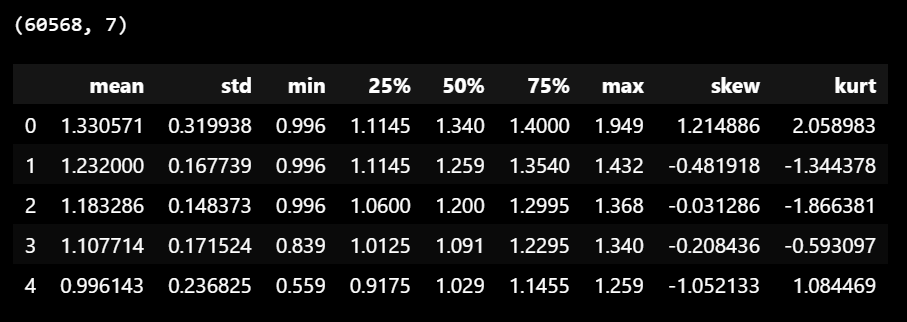 (60568, 7)
mean std min 25% 50% 75% max skew kurt
0 1.330571 0.319938 0.996 1.1145 1.340 1.4000 1.949 1.214886 2.058983
1 1.232000 0.167739 0.996 1.1145 1.259 1.3540 1.432 -0.481918 -1.344378
2 1.183286 0.148373 0.996 1.0600 1.200 1.2995 1.368 -0.031286 -1.866381
3 1.107714 0.171524 0.839 1.0125 1.091 1.2295 1.340 -0.208436 -0.593097
4 0.996143 0.236825 0.559 0.9175 1.029 1.1455 1.259 -1.052133 1.084469